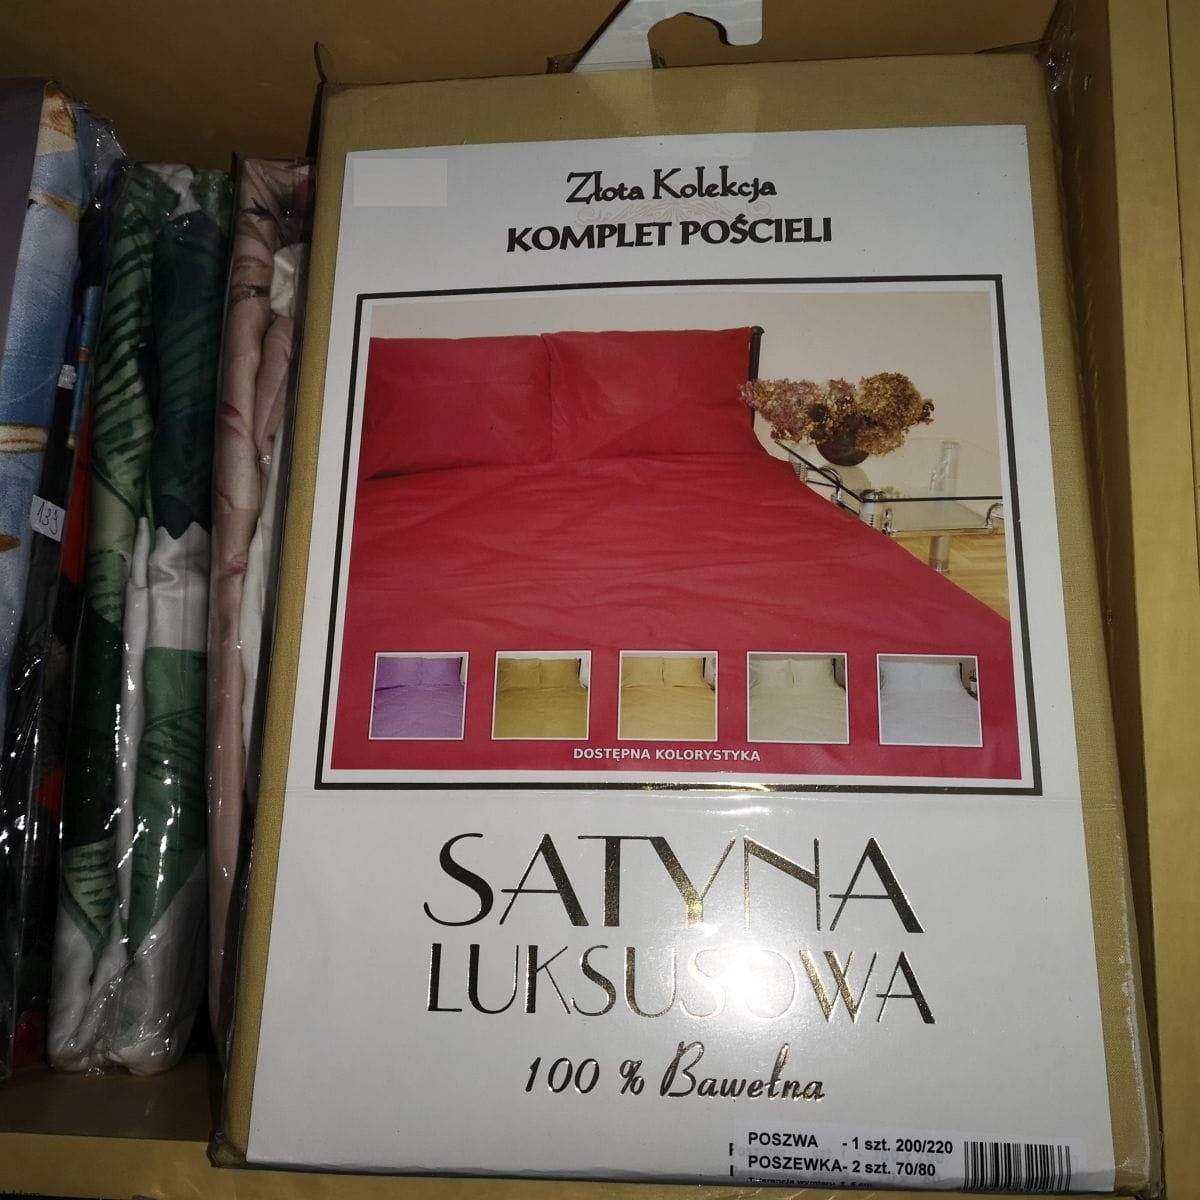 Złota Kolekcja
KOMPLET POŚCIELI
DOSTĘPNA KOLORYSTYKA
SATYNA
LUKSUSOWA
100 % Bawełna
POSZWA - 1 szt. 200/220
POSZEWKA- 2 szt. 70/80
139